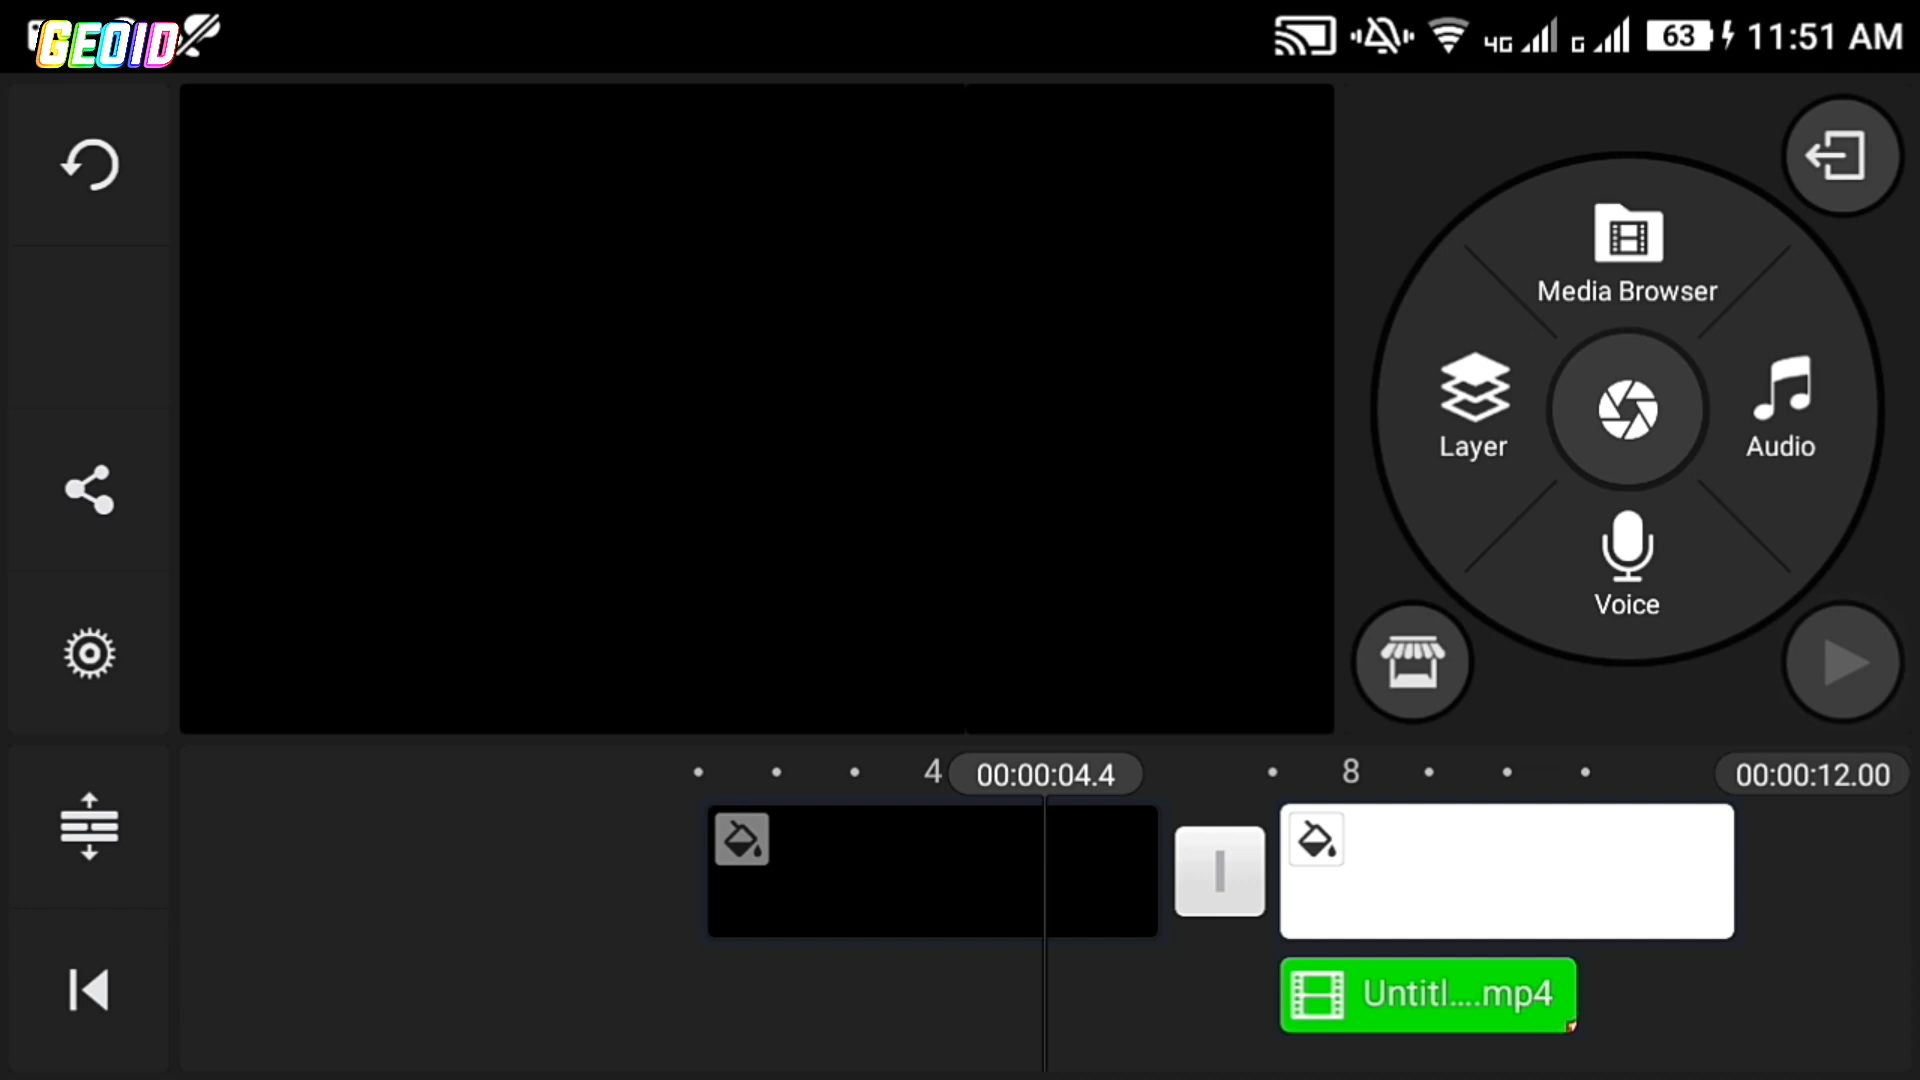 GEOID
4G
G
63
11:51 AM
Media Browser
Layer
Audio
Voice
4
00:00:04.4
8
00:00:12.00
Untitl....mp4